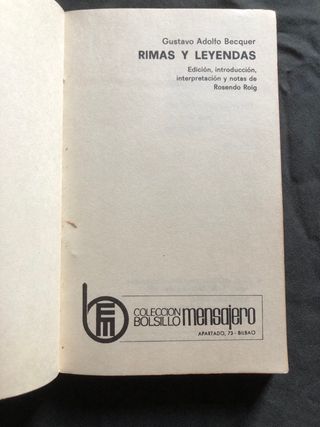 Gustavo Adolfo Becquer
RIMAS Y LEYENDAS
Edición, introducción,
interpretación y notas de
Rosendo Roig
COLECCION
BOLSILLO mensajero
APARTADO, 73 - BILBAO